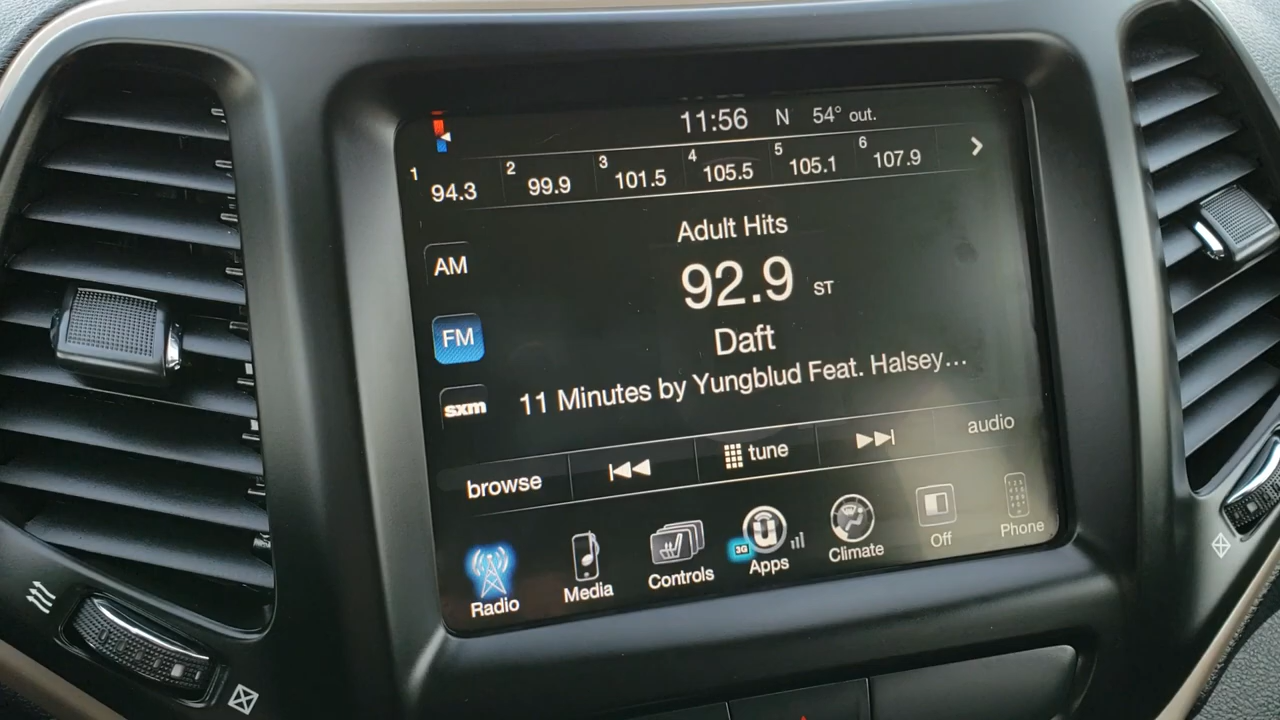 11:56 N 54° out.
1 94.3 2 99.9 3 101.5 4 105.5 5 105.1 6 107.9
Adult Hits
AM
92.9 ST
FM
Daft
sxm
11 Minutes by Yungblud Feat. Halsey...
browse tune audio
3G
Radio Media Controls Apps Climate Off Phone